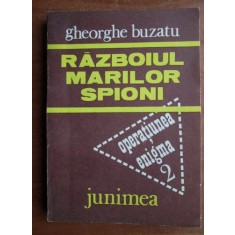 gheorghe buzatu
RĂZBOIUL
MARILOR
SPIONI
operațiunea
enigma
2
junimea